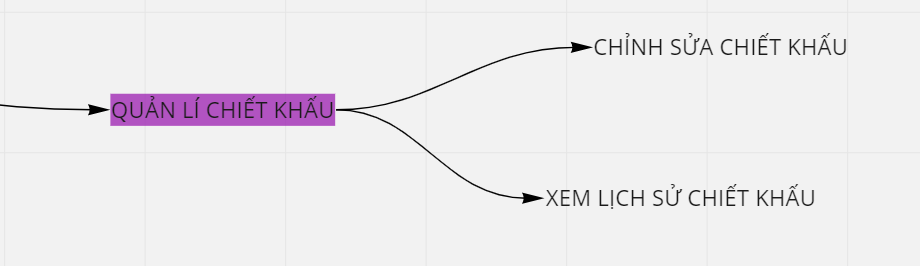 CHỈNH SỬA CHIẾT KHẤU
QUẢN LÍ CHIẾT KHẤU
XEM LỊCH SỬ CHIẾT KHẤU